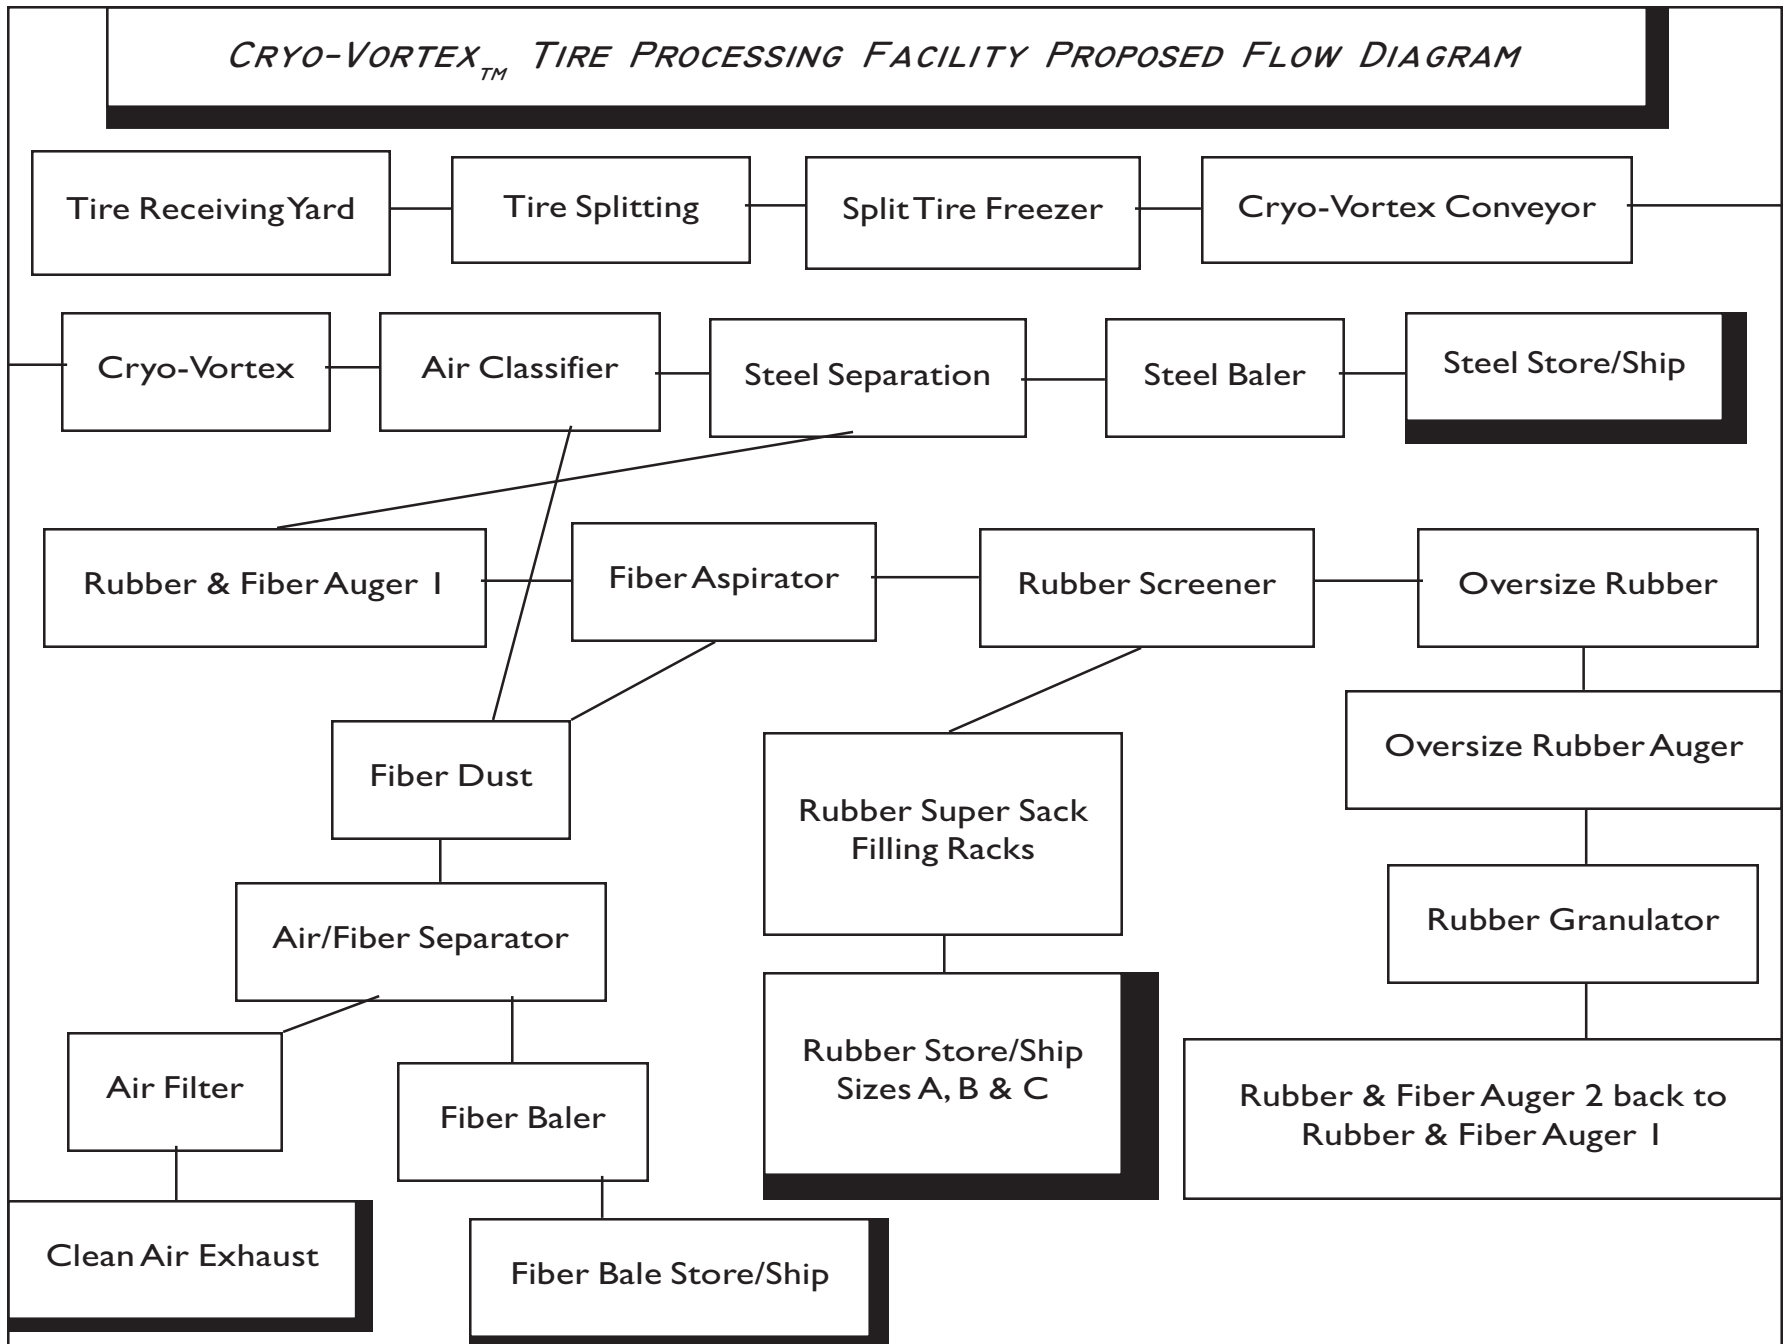 CRYO-VORTEX TM TIRE PROCESSING FACILITY PROPOSED FLOW DIAGRAM
Tire Receiving Yard
Tire Splitting
Split Tire Freezer
Cryo-Vortex Conveyor
Cryo-Vortex
Air Classifier
Steel Separation
Steel Baler
Steel Store/Ship
Rubber & Fiber Auger 1
Fiber Aspirator
Rubber Screener
Oversize Rubber
Fiber Dust
Rubber Super Sack
Filling Racks
Oversize Rubber Auger
Air/Fiber Separator
Rubber Granulator
Air Filter
Fiber Baler
Rubber Store/Ship
Sizes A, B & C
Rubber & Fiber Auger 2 back to
Rubber & Fiber Auger 1
Clean Air Exhaust
Fiber Bale Store/Ship